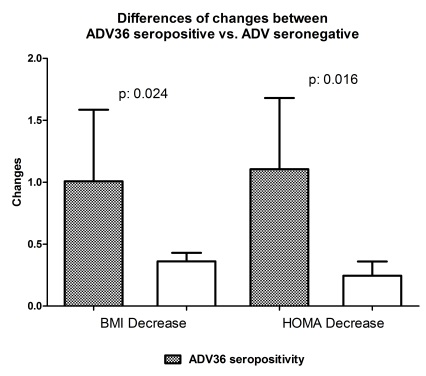 Differences of changes between
ADV36 seropositive vs. ADV seronegative
2.0
p: 0.024
p: 0.016
1.5
Changes
1.0
0.5
0.0
BMI Decrease
HOMA Decrease
ADV36 seropositivity